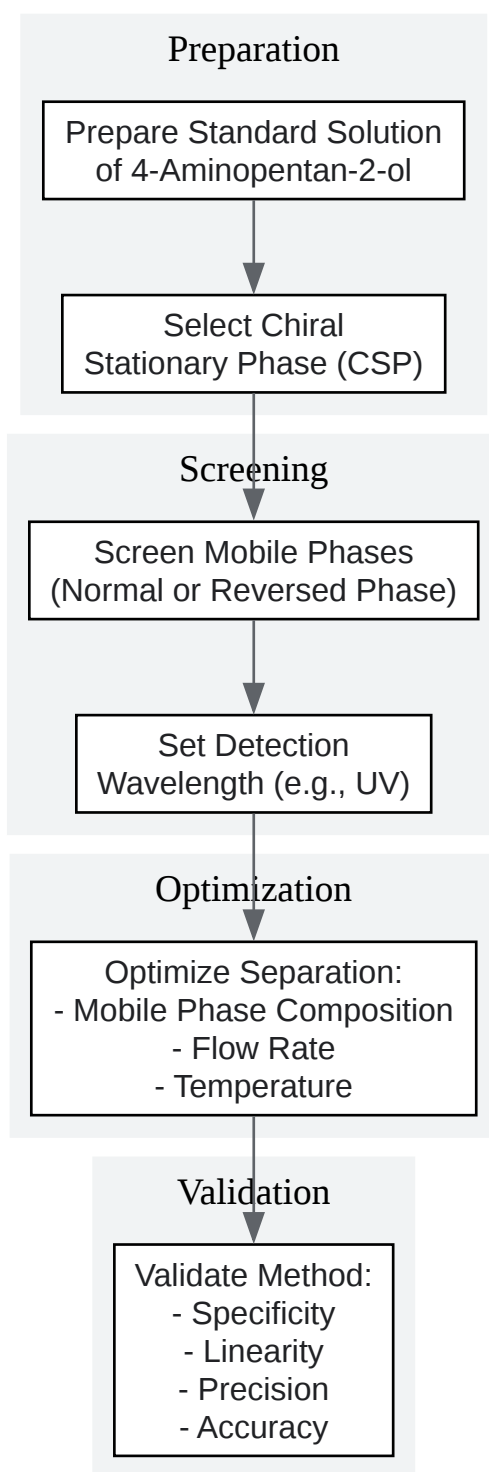 Preparation
Prepare Standard Solution
of 4-Aminopentan-2-ol
Select Chiral
Stationary Phase (CSP)
Screening
Screen Mobile Phases
(Normal or Reversed Phase)
Set Detection
Wavelength (e.g., UV)
Optimization
Optimize Separation:
- Mobile Phase Composition
- Flow Rate
- Temperature
Validation
Validate Method:
- Specificity
- Linearity
- Precision
- Accuracy